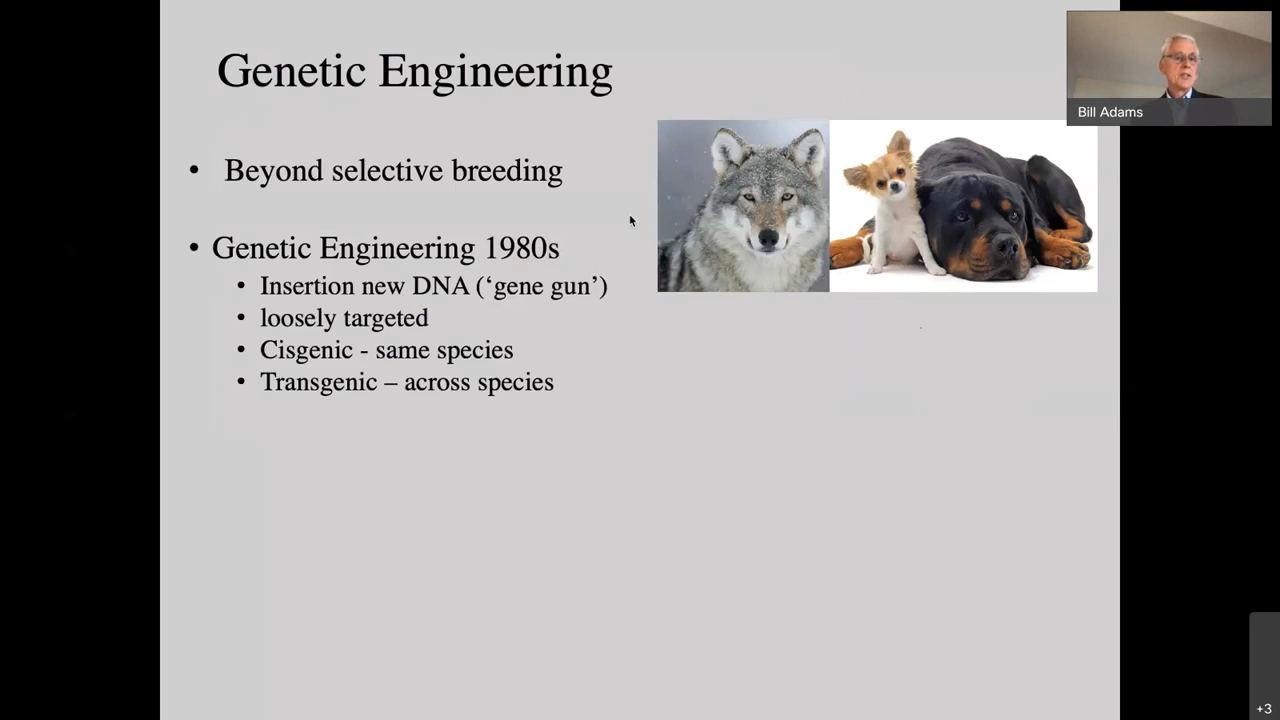 Genetic Engineering
Bill Adams
• Beyond selective breeding
• Genetic Engineering 1980s
• Insertion new DNA (‘gene gun’)
• loosely targeted
• Cisgenic - same species
• Transgenic – across species
+3